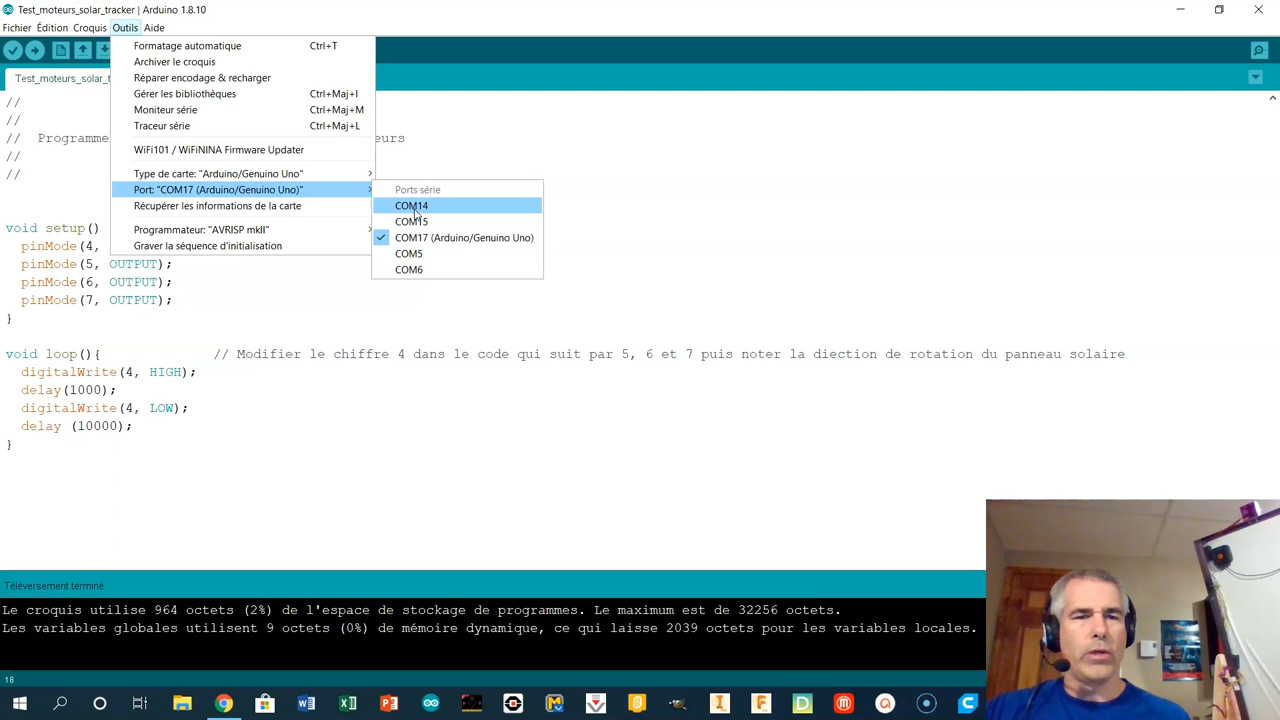 Test_moteurs_solar_tracker | Arduino 1.8.10
Fichier Édition Croquis Outils Aide
Test_moteurs_solar_t
Formatage automatique Ctrl+T
Archiver le croquis
Réparer encodage & recharger
Gérer les bibliothèques Ctrl+Maj+I
Moniteur série Ctrl+Maj+M
Traceur série Ctrl+Maj+L
WiFi101 / WiFiNINA Firmware Updater
Type de carte: "Arduino/Genuino Uno"
Port: "COM17 (Arduino/Genuino Uno)"
Récupérer les informations de la carte
Programmateur: "AVRISP mkII"
Graver la séquence d'initialisation
Ports série
COM14
COM15
COM17 (Arduino/Genuino Uno)
COM5
COM6
//
//
// Programme eurs
//
//
void setup()
pinMode(4,
pinMode(5, OUTPUT);
pinMode(6, OUTPUT);
pinMode(7, OUTPUT);
}
void loop(){ // Modifier le chiffre 4 dans le code qui suit par 5, 6 et 7 puis noter la diection de rotation du panneau solaire
digitalWrite(4, HIGH);
delay(1000);
digitalWrite(4, LOW);
delay (10000);
}
Téléversement terminé
Le croquis utilise 964 octets (2%) de l'espace de stockage de programmes. Le maximum est de 32256 octets.
Les variables globales utilisent 9 octets (0%) de mémoire dynamique, ce qui laisse 2039 octets pour les variables locales.
18